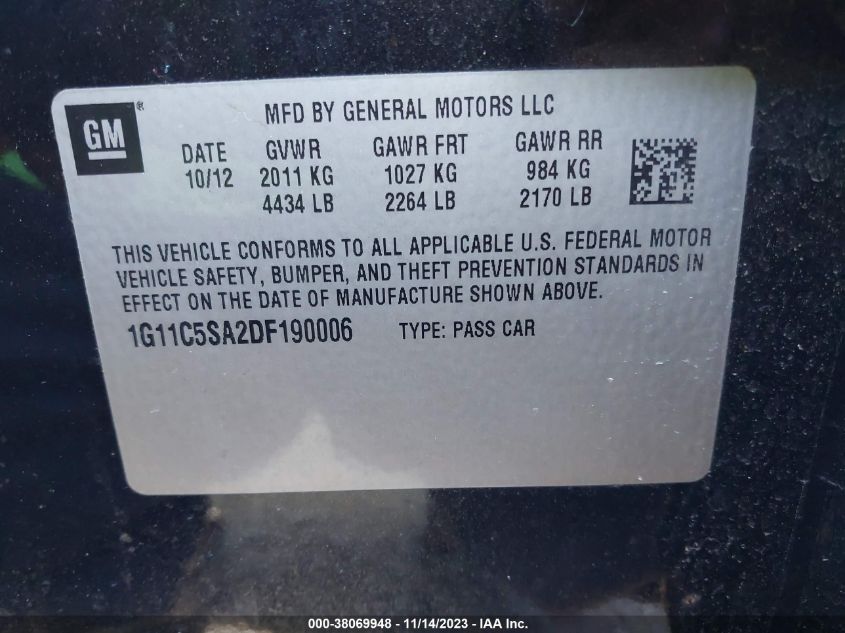 GM®
MFD BY GENERAL MOTORS LLC
DATE GVWR GAWR FRT GAWR RR
10/12 2011 KG 1027 KG 984 KG
4434 LB 2264 LB 2170 LB
THIS VEHICLE CONFORMS TO ALL APPLICABLE U.S. FEDERAL MOTOR
VEHICLE SAFETY, BUMPER, AND THEFT PREVENTION STANDARDS IN
EFFECT ON THE DATE OF MANUFACTURE SHOWN ABOVE.
1G11C5SA2DF190006 TYPE: PASS CAR
000-38069948 - 11/14/2023 - IAA Inc.